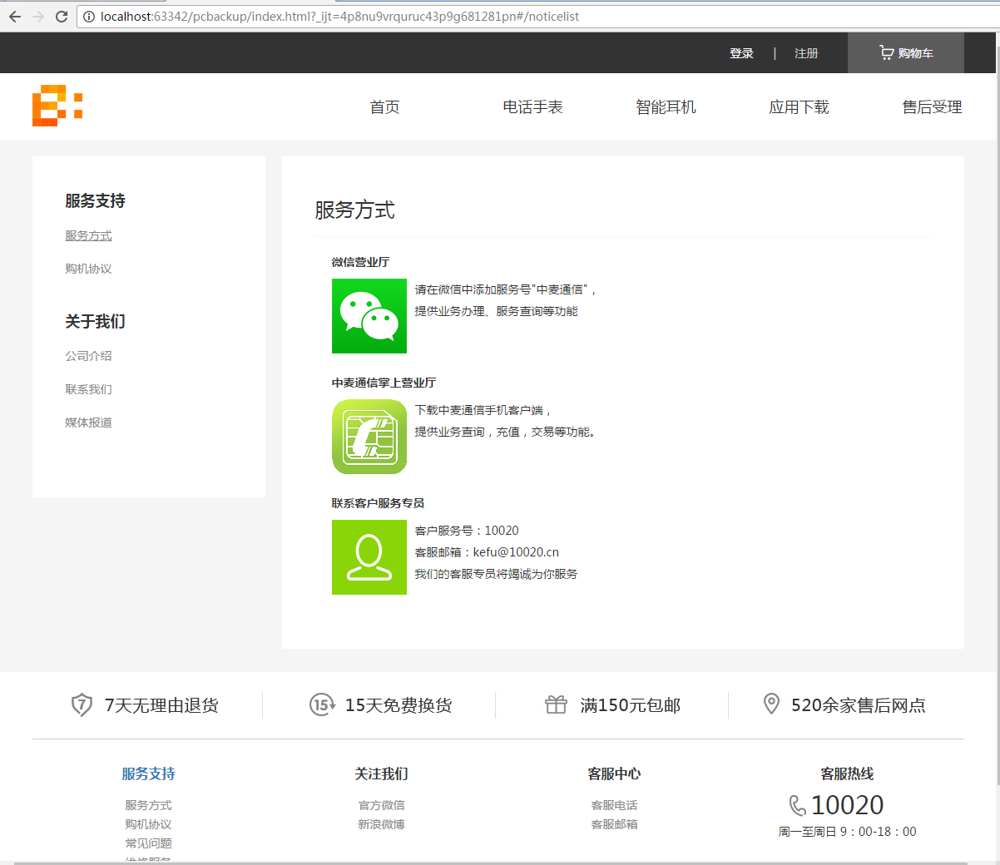 localhost:63342/pcbackup/index.html?_ijt=4p8nu9vrquruc43p9g681281pn#/noticelist
登录 | 注册 购物车
首页 电话手表 智能耳机 应用下载 售后受理
服务支持
服务方式
购机协议
关于我们
公司介绍
联系我们
媒体报道
服务方式
微信营业厅
请在微信中添加服务号"中麦通信"，
提供业务办理、服务查询等功能
中麦通信掌上营业厅
下载中麦通信手机客户端，
提供业务查询，充值，交易等功能。
联系客户服务专员
客户服务号：10020
客服邮箱：kefu@10020.cn
我们的客服专员将竭诚为你服务
7 7天无理由退货 15 15天免费换货 满150元包邮 520余家售后网点
服务支持
服务方式
购机协议
常见问题
维修服务
关注我们
官方微信
新浪微博
客服中心
客服电话
客服邮箱
客服热线
10020
周一至周日 9：00-18：00